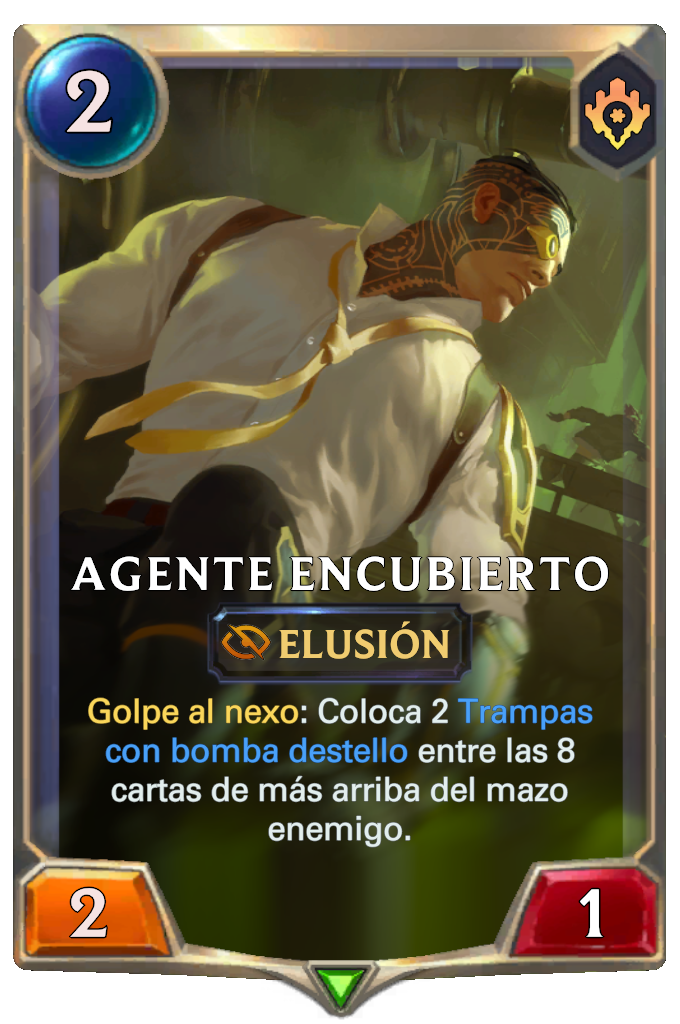 2
AGENTE ENCUBIERTO
ELUSIÓN
Golpe al nexo: Coloca 2 Trampas
con bomba destello entre las 8
cartas de más arriba del mazo
enemigo.
2
1